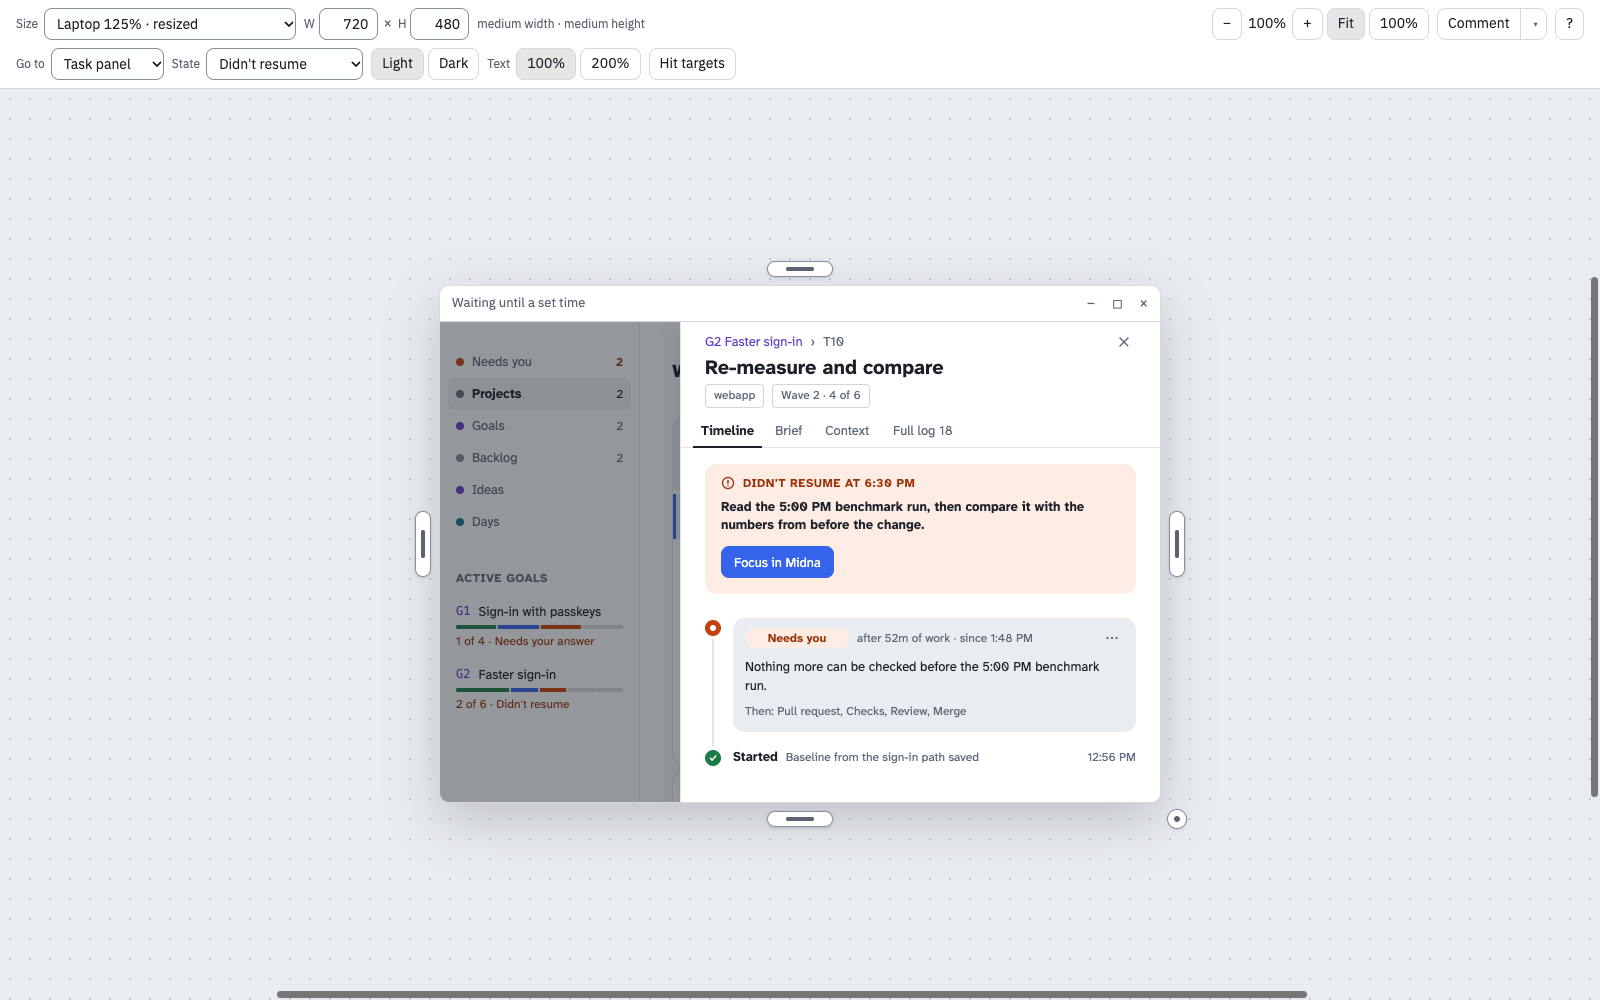 Size Laptop 125% · resized W 720 × H 480 medium width · medium height − 100% + Fit 100% Comment ?
Go to Task panel State Didn't resume Light Dark Text 100% 200% Hit targets
Waiting until a set time
Needs you 2
Projects 2
Goals 2
Backlog 2
Ideas
Days
ACTIVE GOALS
G1 Sign-in with passkeys
1 of 4 · Needs your answer
G2 Faster sign-in
2 of 6 · Didn't resume
G2 Faster sign-in › T10
Re-measure and compare
webapp Wave 2 · 4 of 6
Timeline Brief Context Full log 18
DIDN'T RESUME AT 6:30 PM
Read the 5:00 PM benchmark run, then compare it with the
numbers from before the change.
Focus in Midna
Needs you after 52m of work · since 1:48 PM ···
Nothing more can be checked before the 5:00 PM benchmark
run.
Then: Pull request, Checks, Review, Merge
Started Baseline from the sign-in path saved 12:56 PM